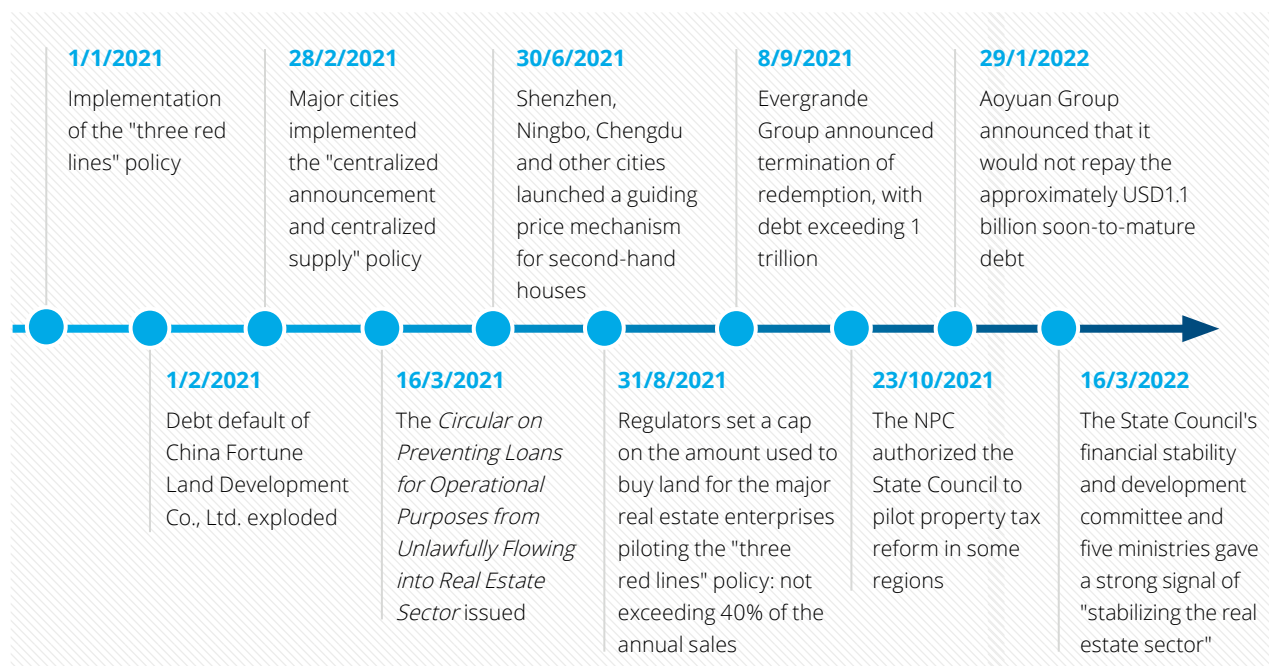 1/1/2021
Implementation
of the "three red
lines" policy
28/2/2021
Major cities
implemented
the "centralized
announcement
and centralized
supply" policy
30/6/2021
Shenzhen,
Ningbo, Chengdu
and other cities
launched a guiding
price mechanism
for second-hand
houses
8/9/2021
Evergrande
Group announced
termination of
redemption, with
debt exceeding 1
trillion
29/1/2022
Aoyuan Group
announced that it
would not repay the
approximately USD1.1
billion soon-to-mature
debt
1/2/2021
Debt default of
China Fortune
Land Development
Co., Ltd. exploded
16/3/2021
The Circular on
Preventing Loans
for Operational
Purposes from
Unlawfully Flowing
into Real Estate
Sector issued
31/8/2021
Regulators set a cap
on the amount used to
buy land for the major
real estate enterprises
piloting the "three
red lines" policy: not
exceeding 40% of the
annual sales
23/10/2021
The NPC
authorized the
State Council to
pilot property tax
reform in some
regions
16/3/2022
The State Council's
financial stability
and development
committee and
five ministries gave
a strong signal of
"stabilizing the real
estate sector"